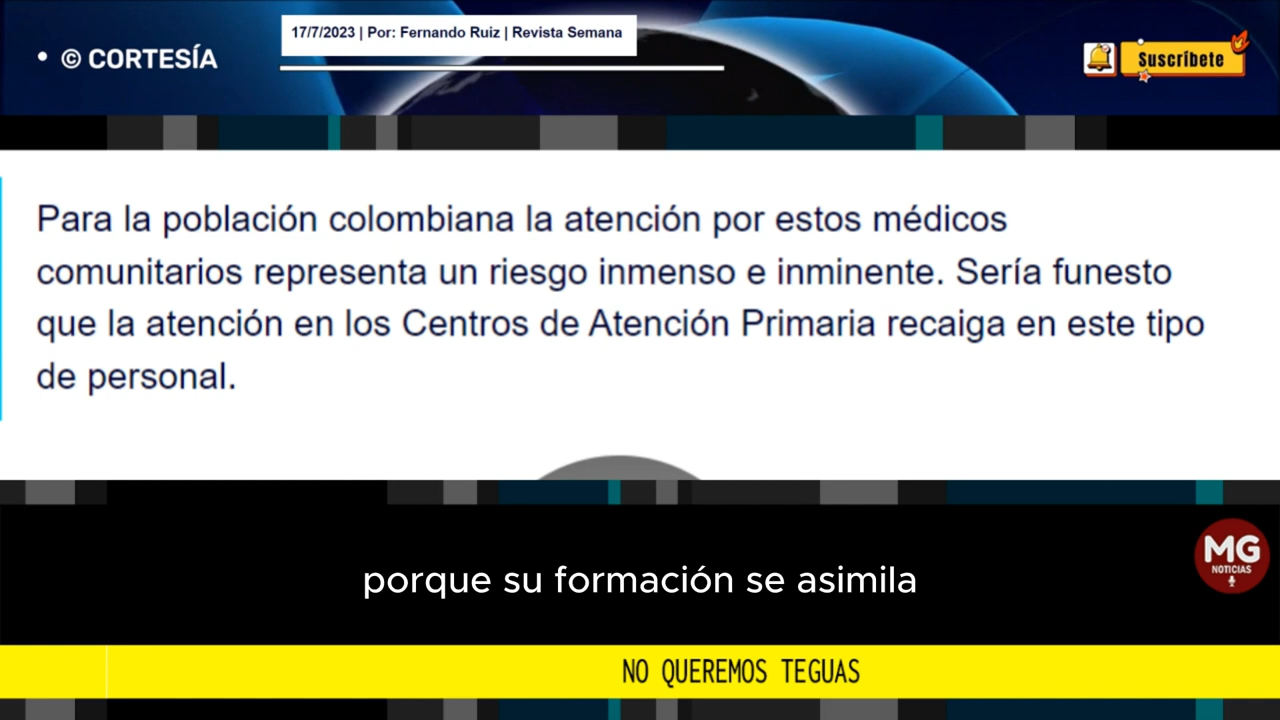 • © CORTESÍA
17/7/2023 | Por: Fernando Ruiz | Revista Semana
Suscríbete
Para la población colombiana la atención por estos médicos
comunitarios representa un riesgo inmenso e inminente. Sería funesto
que la atención en los Centros de Atención Primaria recaiga en este tipo
de personal.
porque su formación se asimila
MG
NOTICIAS
NO QUEREMOS TEGUAS